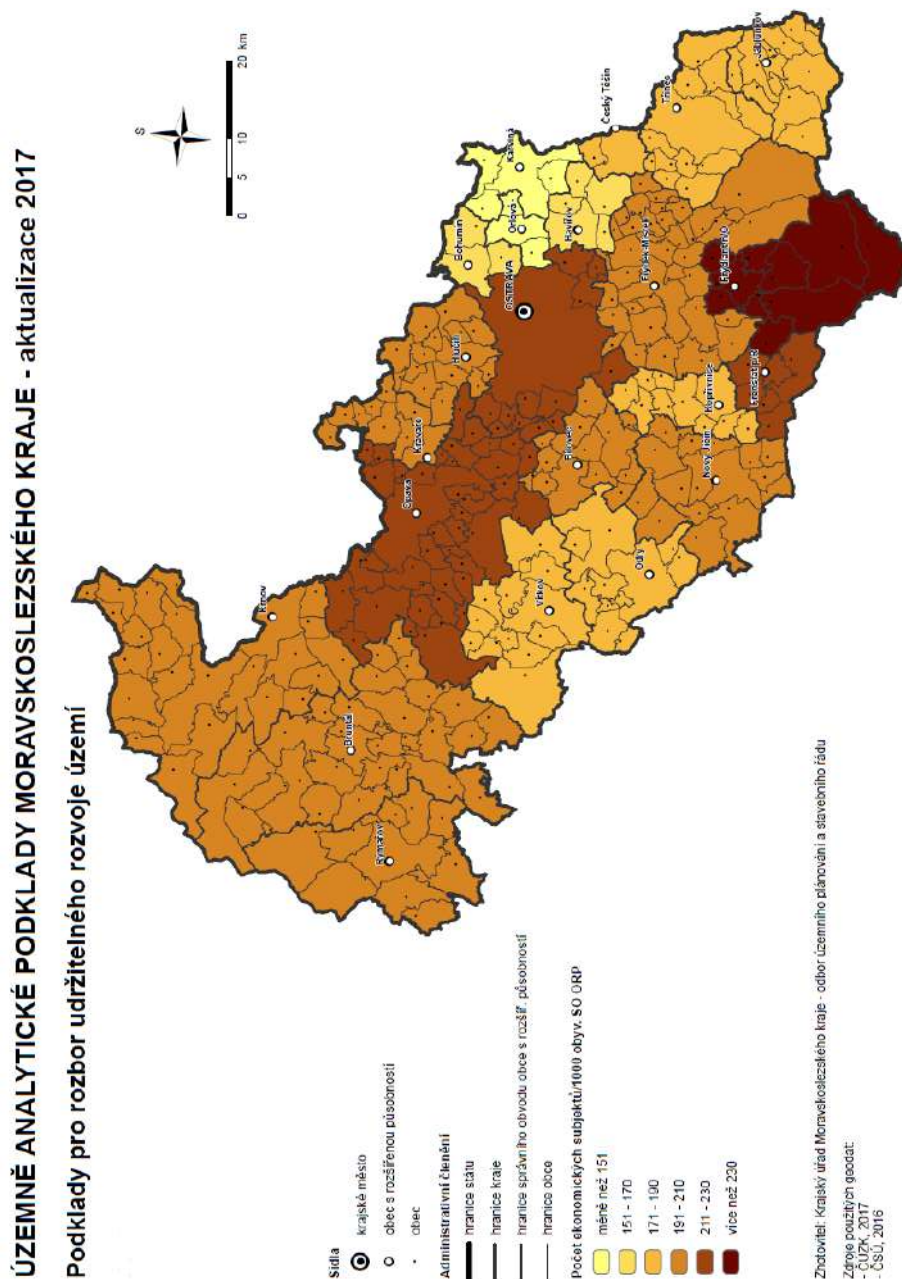 ÚZEMNĚ ANALYTICKÉ PODKLADY MORAVSKOSLEZSKÉHO KRAJE - aktualizace 2017
Podklady pro rozbor udržitelného rozvoje území
S
0 5 10 20 km
Krnov
Bruntál
Rýmařov
Opava
Kravaře
Hlučín
Bohumín
OSTRAVA
Orlová
Karviná
Havířov
Český Těšín
Třinec
Jablunkov
Vítkov
Odry
Bílovec
Nový Jičín
Kopřivnice
Frýdek-Místek
Frýdlant n.O.
Frenštát p.R.
Sídla
krajské město
obec s rozšířenou působností
obec
Administrativní členění
hranice státu
hranice kraje
hranice správního obvodu obce s rozšíř. působností
hranice obce
Počet ekonomických subjektů/1000 obyv. SO ORP
méně než 151
151 - 170
171 - 190
191 - 210
211 - 230
více než 230
Zhotovitel: Krajský úřad Moravskoslezského kraje - odbor územního plánování a stavebního řádu
Zdroje použitých geodat:
- ČÚZK, 2017
- ČSÚ, 2016